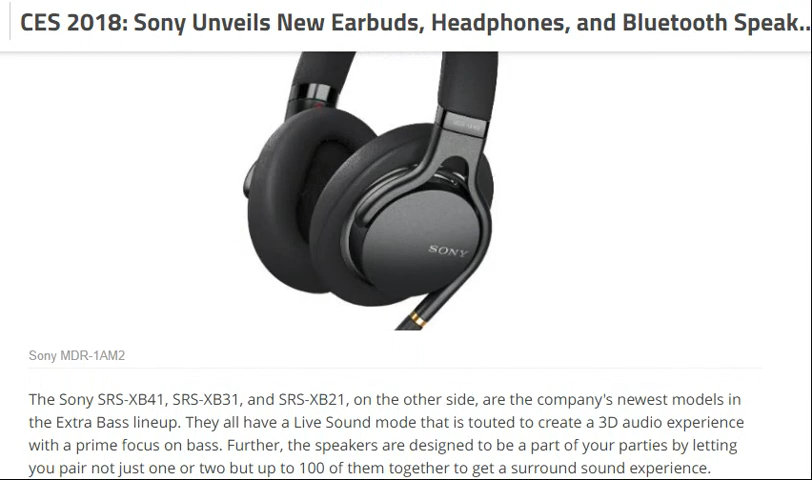 CES 2018: Sony Unveils New Earbuds, Headphones, and Bluetooth Speak..
SONY
Sony MDR-1AM2
The Sony SRS-XB41, SRS-XB31, and SRS-XB21, on the other side, are the company's newest models in
the Extra Bass lineup. They all have a Live Sound mode that is touted to create a 3D audio experience
with a prime focus on bass. Further, the speakers are designed to be a part of your parties by letting
you pair not just one or two but up to 100 of them together to get a surround sound experience.